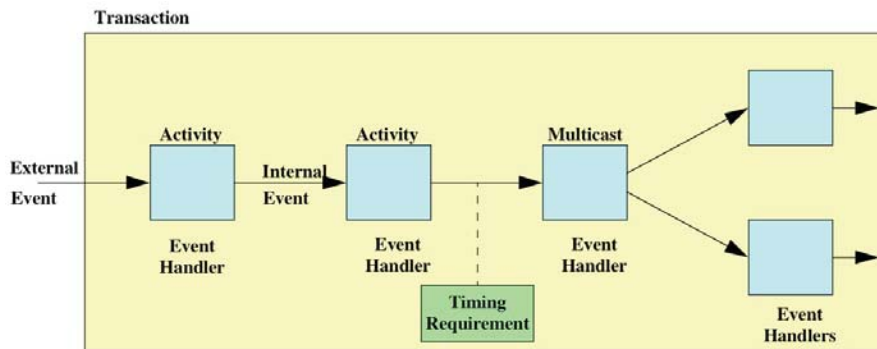 Transaction
Activity
Activity
Multicast
External
Event
Internal
Event
Event
Handler
Event
Handler
Event
Handler
Timing
Requirement
Event
Handlers